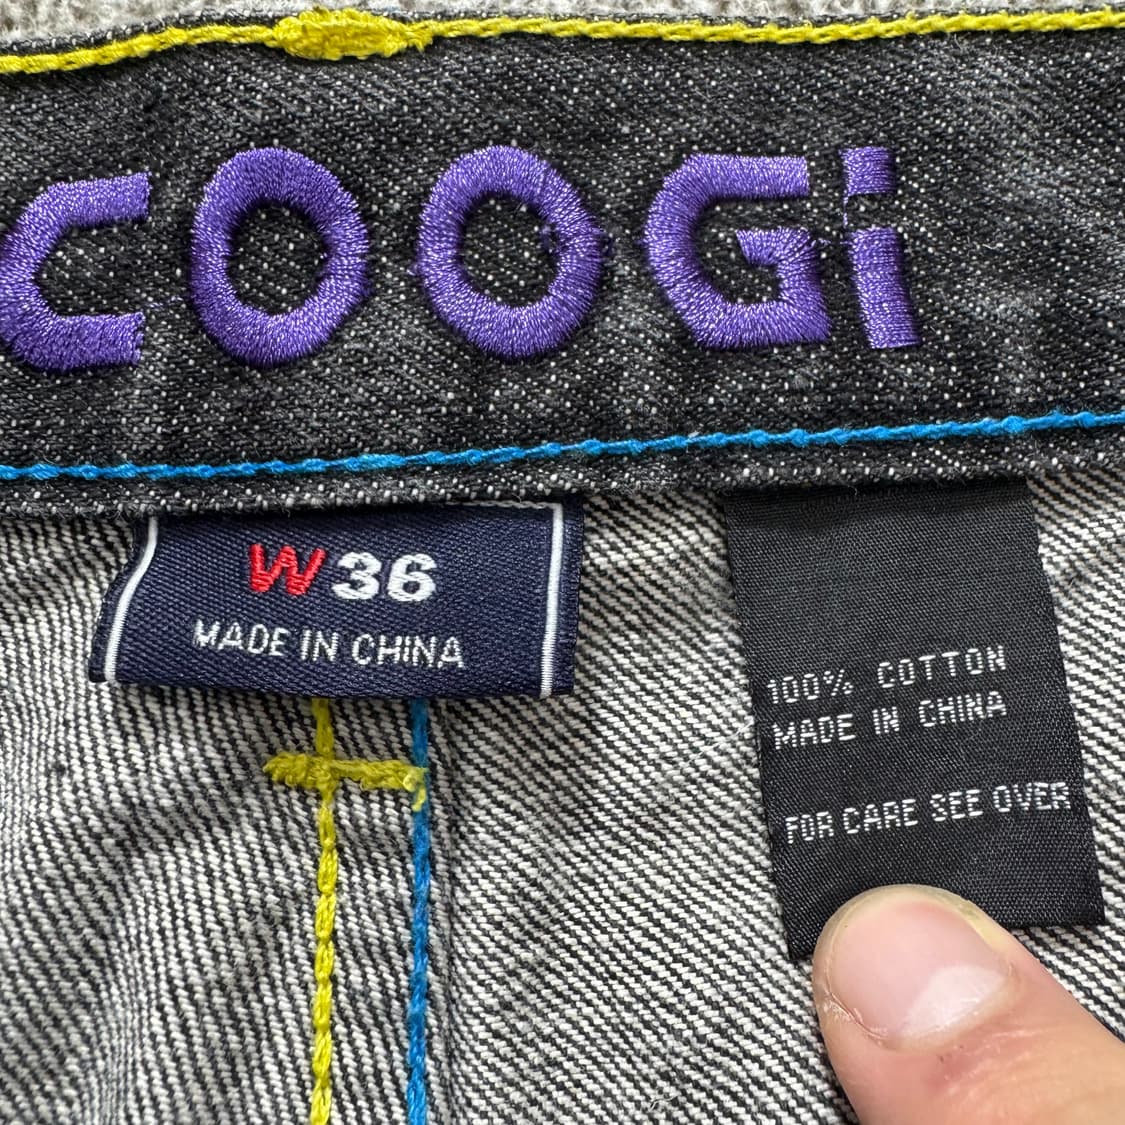 COOGi
W36
MADE IN CHINA
100% COTTON
MADE IN CHINA
FOR CARE SEE OVER